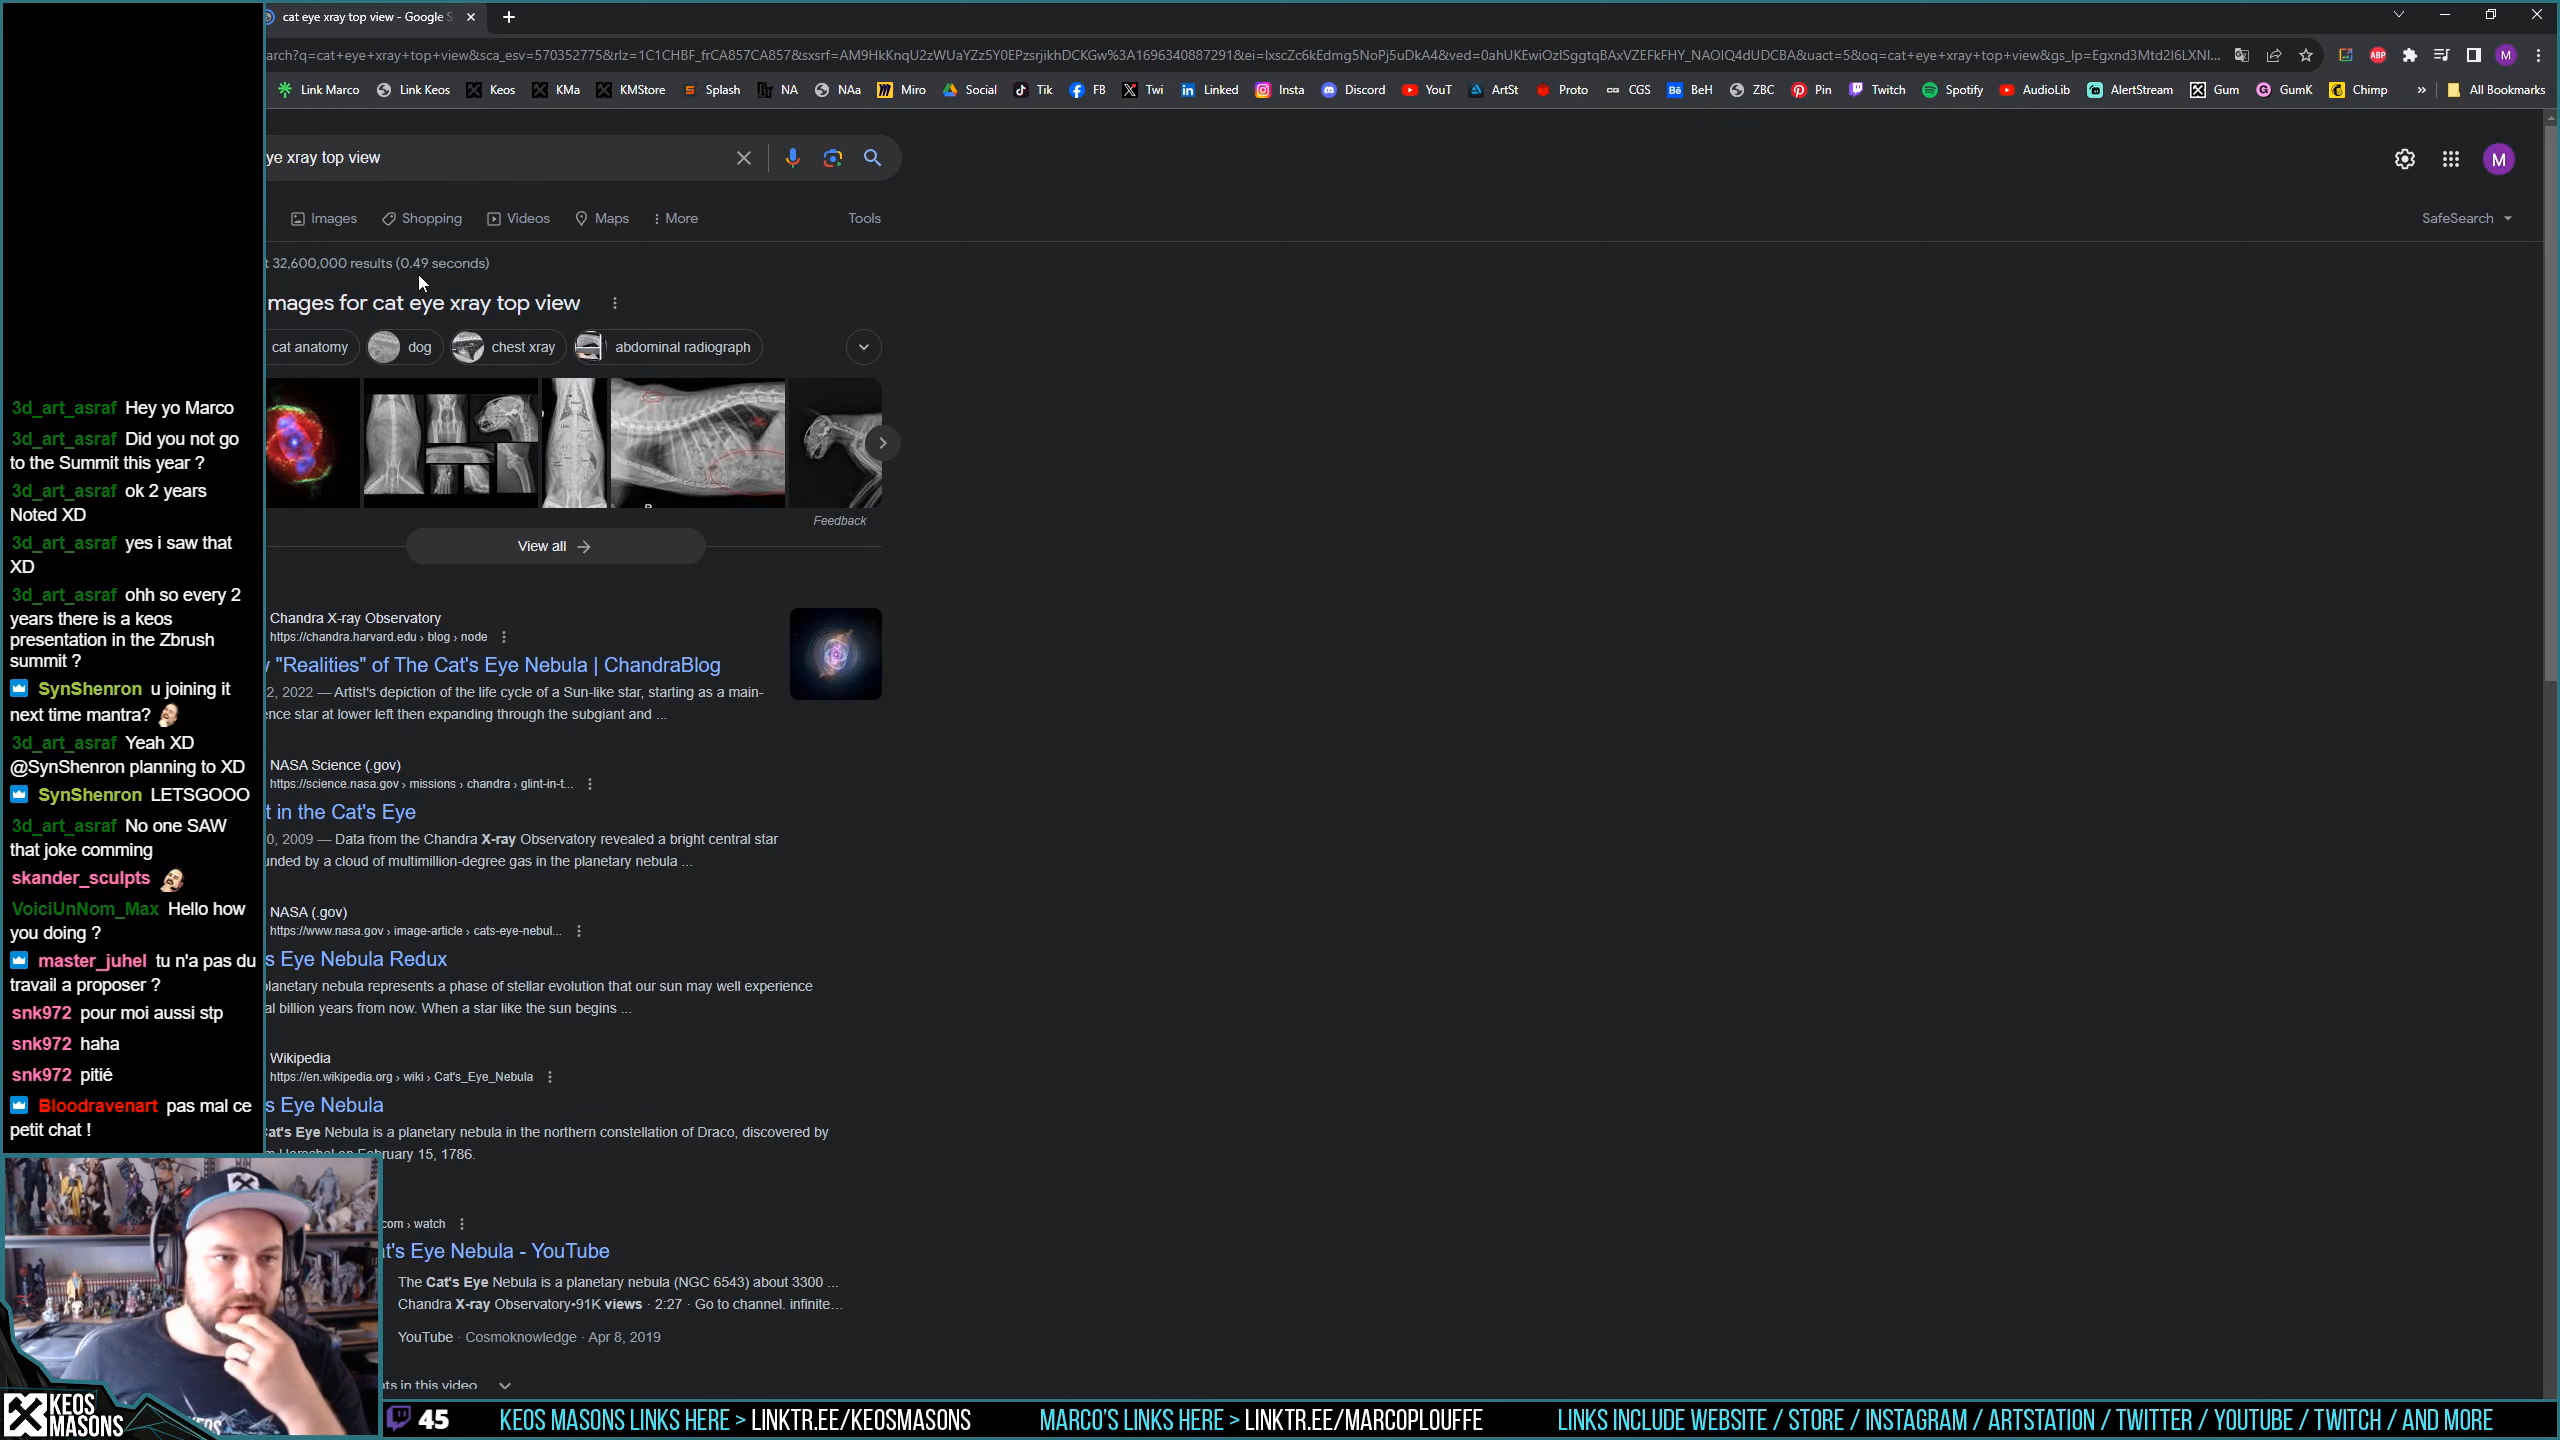 cat eye xray top view - Google S
arch?q=cat+eye+xray+top+view&sca_esv=570352775&rlz=1C1CHBF_frCA857CA857&sxsrf=AM9HkKnqU2zWUaYZz5Y0EPzsrjikhDCKGw%3A1696340887291&ei=lxscZc6kEdmg5NoPj5uDkA4&ved=0ahUKEwiOzISggtqBAxVZEFkFHY_NAOIQ4dUDCBA&uact=5&oq=cat+eye+xray+top+view&gs_lp=Egxnd3Mtd2l6LXNl...
Link Marco Link Keos Keos KMa KMStore Splash NA NAa Miro Social Tik FB Twi Linked Insta Discord YouT ArtSt Proto CGS BeH ZBC Pin Twitch Spotify AudioLib AlertStream Gum GumK Chimp » All Bookmarks
ye xray top view
M
Images Shopping Videos Maps More Tools SafeSearch
t 32,600,000 results (0.49 seconds)
mages for cat eye xray top view
cat anatomy dog chest xray abdominal radiograph
Feedback
View all
Chandra X-ray Observatory
https://chandra.harvard.edu › blog › node
"Realities" of The Cat's Eye Nebula | ChandraBlog
2, 2022 — Artist's depiction of the life cycle of a Sun-like star, starting as a main-
ence star at lower left then expanding through the subgiant and ...
NASA Science (.gov)
https://science.nasa.gov › missions › chandra › glint-in-t...
t in the Cat's Eye
0, 2009 — Data from the Chandra X-ray Observatory revealed a bright central star
unded by a cloud of multimillion-degree gas in the planetary nebula ...
NASA (.gov)
https://www.nasa.gov › image-article › cats-eye-nebul...
s Eye Nebula Redux
planetary nebula represents a phase of stellar evolution that our sun may well experience
al billion years from now. When a star like the sun begins ...
Wikipedia
https://en.wikipedia.org › wiki › Cat's_Eye_Nebula
s Eye Nebula
Cat's Eye Nebula is a planetary nebula in the northern constellation of Draco, discovered by
February 15, 1786.
com › watch
t's Eye Nebula - YouTube
The Cat's Eye Nebula is a planetary nebula (NGC 6543) about 3300 ...
Chandra X-ray Observatory•91K views · 2:27 · Go to channel. infinite...
YouTube · Cosmoknowledge · Apr 8, 2019
nts in this video
3d_art_asraf Hey yo Marco
3d_art_asraf Did you not go
to the Summit this year ?
3d_art_asraf ok 2 years
Noted XD
3d_art_asraf yes i saw that
XD
3d_art_asraf ohh so every 2
years there is a keos
presentation in the Zbrush
summit ?
SynShenron u joining it
next time mantra?
3d_art_asraf Yeah XD
@SynShenron planning to XD
SynShenron LETSGOOO
3d_art_asraf No one SAW
that joke comming
skander_sculpts
VoiciUnNom_Max Hello how
you doing ?
master_juhel tu n'a pas du
travail a proposer ?
snk972 pour moi aussi stp
snk972 haha
snk972 pitié
Bloodravenart pas mal ce
petit chat !
KEOS
MASONS
45 KEOS MASONS LINKS HERE > LINKTR.EE/KEOSMASONS MARCO'S LINKS HERE > LINKTR.EE/MARCOPLOUFFE LINKS INCLUDE WEBSITE / STORE / INSTAGRAM / ARTSTATION / TWITTER / YOUTUBE / TWITCH / AND MORE